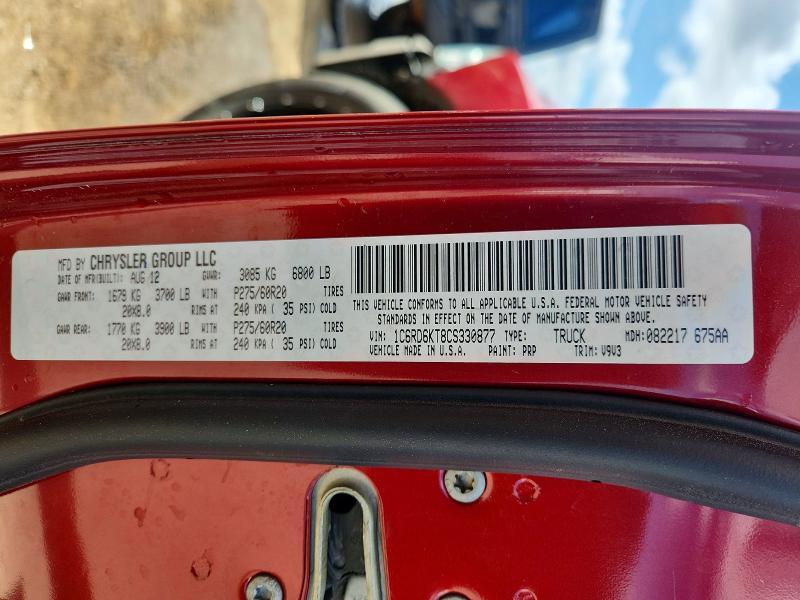 MFD BY CHRYSLER GROUP LLC
DATE OF MFR(BUILT): AUG 12 GVWR: 3085 KG 6800 LB
GAWR FRONT: 1679 KG 3700 LB WITH P275/60R20 TIRES
20X8.0 RIMS AT 240 KPA ( 35 PSI) COLD
GAWR REAR: 1770 KG 3900 LB WITH P275/60R20 TIRES
20X8.0 RIMS AT 240 KPA ( 35 PSI) COLD
THIS VEHICLE CONFORMS TO ALL APPLICABLE U.S.A. FEDERAL MOTOR VEHICLE SAFETY
STANDARDS IN EFFECT ON THE DATE OF MANUFACTURE SHOWN ABOVE.
VIN: 1C6RD6KT8CS330877 TYPE: TRUCK MDH: 082217 675AA
VEHICLE MADE IN U.S.A. PAINT: PRP TRIM: V9V3